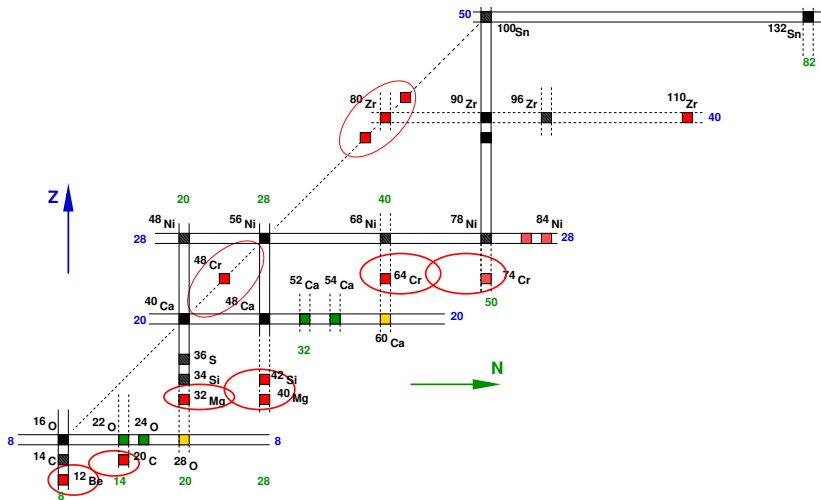 50
100Sn
132Sn
82
80Zr
90Zr
96Zr
110Zr
40
Z
20
28
40
48Ni
56Ni
68Ni
78Ni
84Ni
28
28
48Cr
64Cr
74Cr
50
40Ca
48Ca
52Ca
54Ca
20
20
60Ca
32
36S
34Si
42Si
N
32Mg
40Mg
16O
22O
24O
8
8
14C
20C
28O
12Be
8
14
20
28